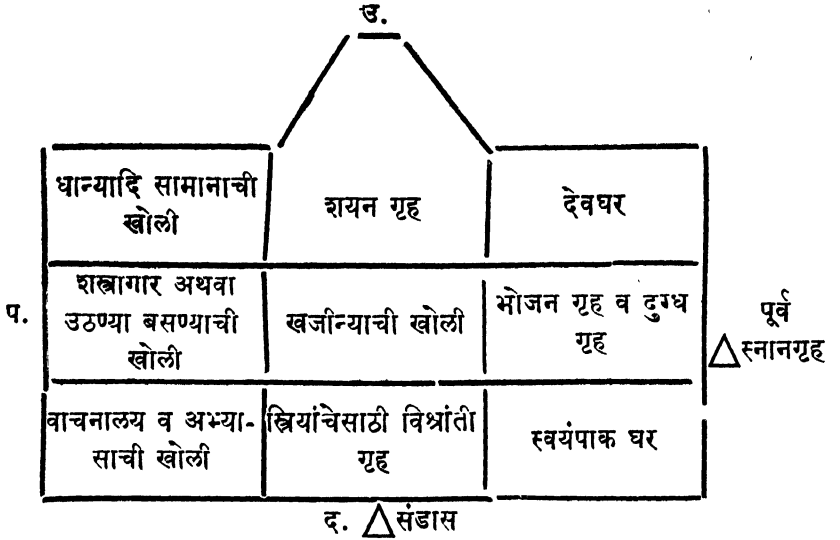 उ.
धान्यादि सामानाची
खोली
शयन गृह
देवघर
प.
शस्त्रागार अथवा
उठण्या बसण्याची
खोली
खजीन्याची खोली
भोजन गृह व दुग्ध
गृह
पूर्व
स्नानगृह
वाचनालय व अभ्या-
साची खोली
स्त्रियांचेसाठी विश्रांती
गृह
स्वयंपाक घर
द. संडास